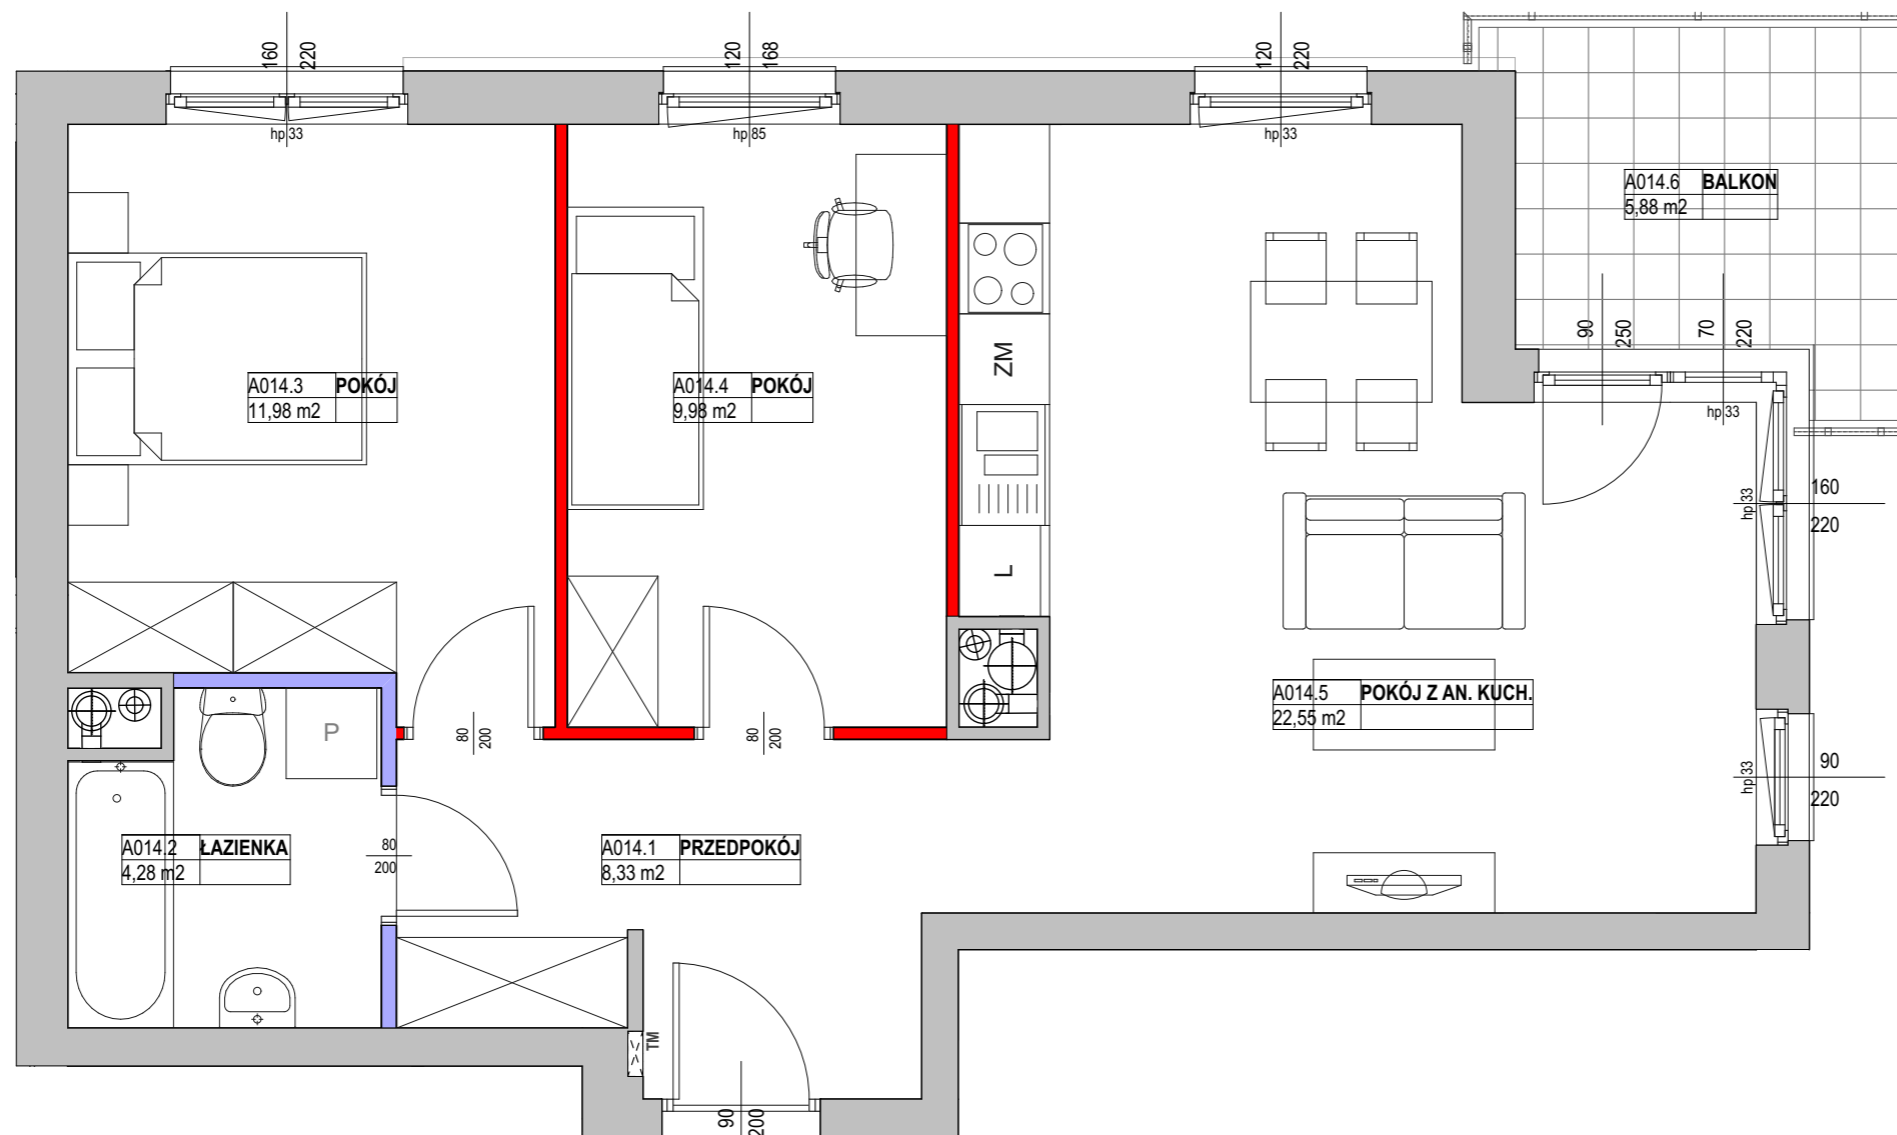 160
220
120
168
120
220
hp 33
hp 85
hp 33
A014.6 BALKON
5,88 m2
90
250
70
220
hp 33
A014.3 POKÓJ
11,98 m2
A014.4 POKÓJ
9,98 m2
ZM
L
hp 33
160
220
A014.5 POKÓJ Z AN. KUCH.
22,55 m2
P
80
200
80
200
hp 33
90
220
A014.2 ŁAZIENKA
4,28 m2
80
200
A014.1 PRZEDPOKÓJ
8,33 m2
TM
90
200